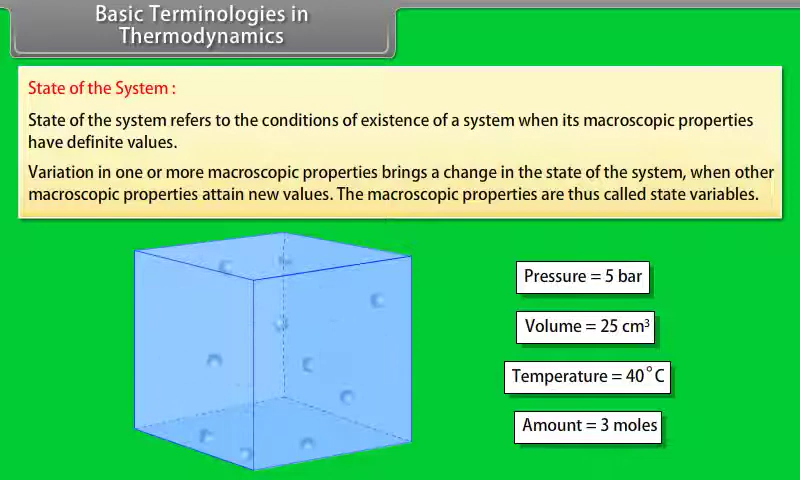 Basic Terminologies in
Thermodynamics
State of the System :
State of the system refers to the conditions of existence of a system when its macroscopic properties
have definite values.
Variation in one or more macroscopic properties brings a change in the state of the system, when other
macroscopic properties attain new values. The macroscopic properties are thus called state variables.
Pressure = 5 bar
Volume = 25 cm³
Temperature = 40°C
Amount = 3 moles